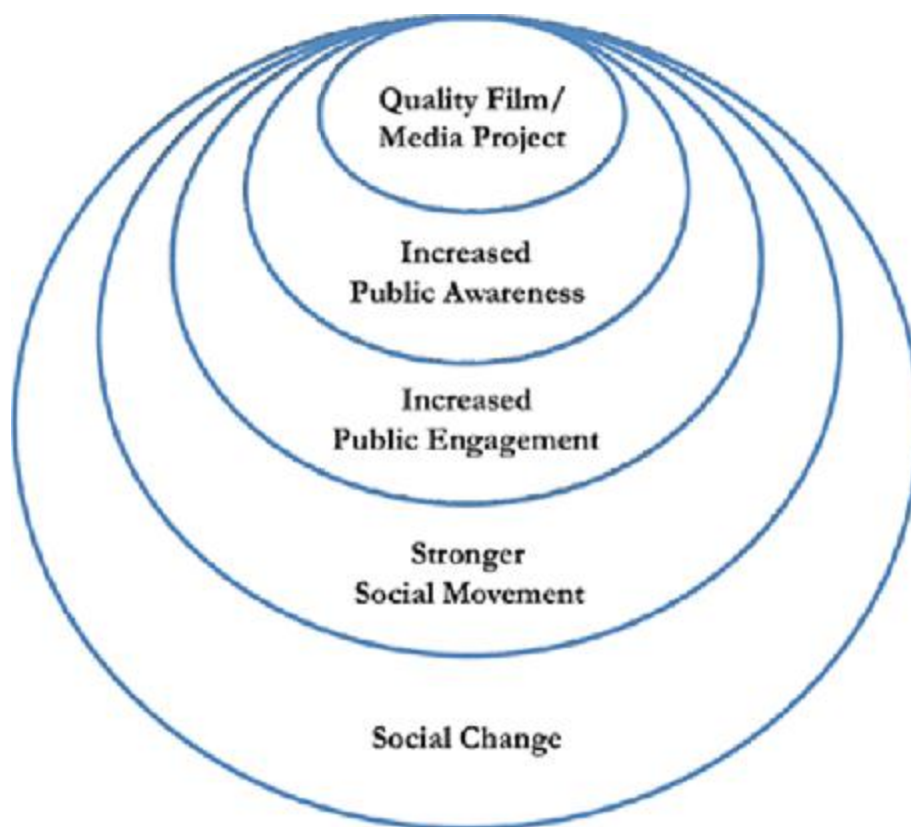 Quality Film/
Media Project
Increased
Public Awareness
Increased
Public Engagement
Stronger
Social Movement
Social Change